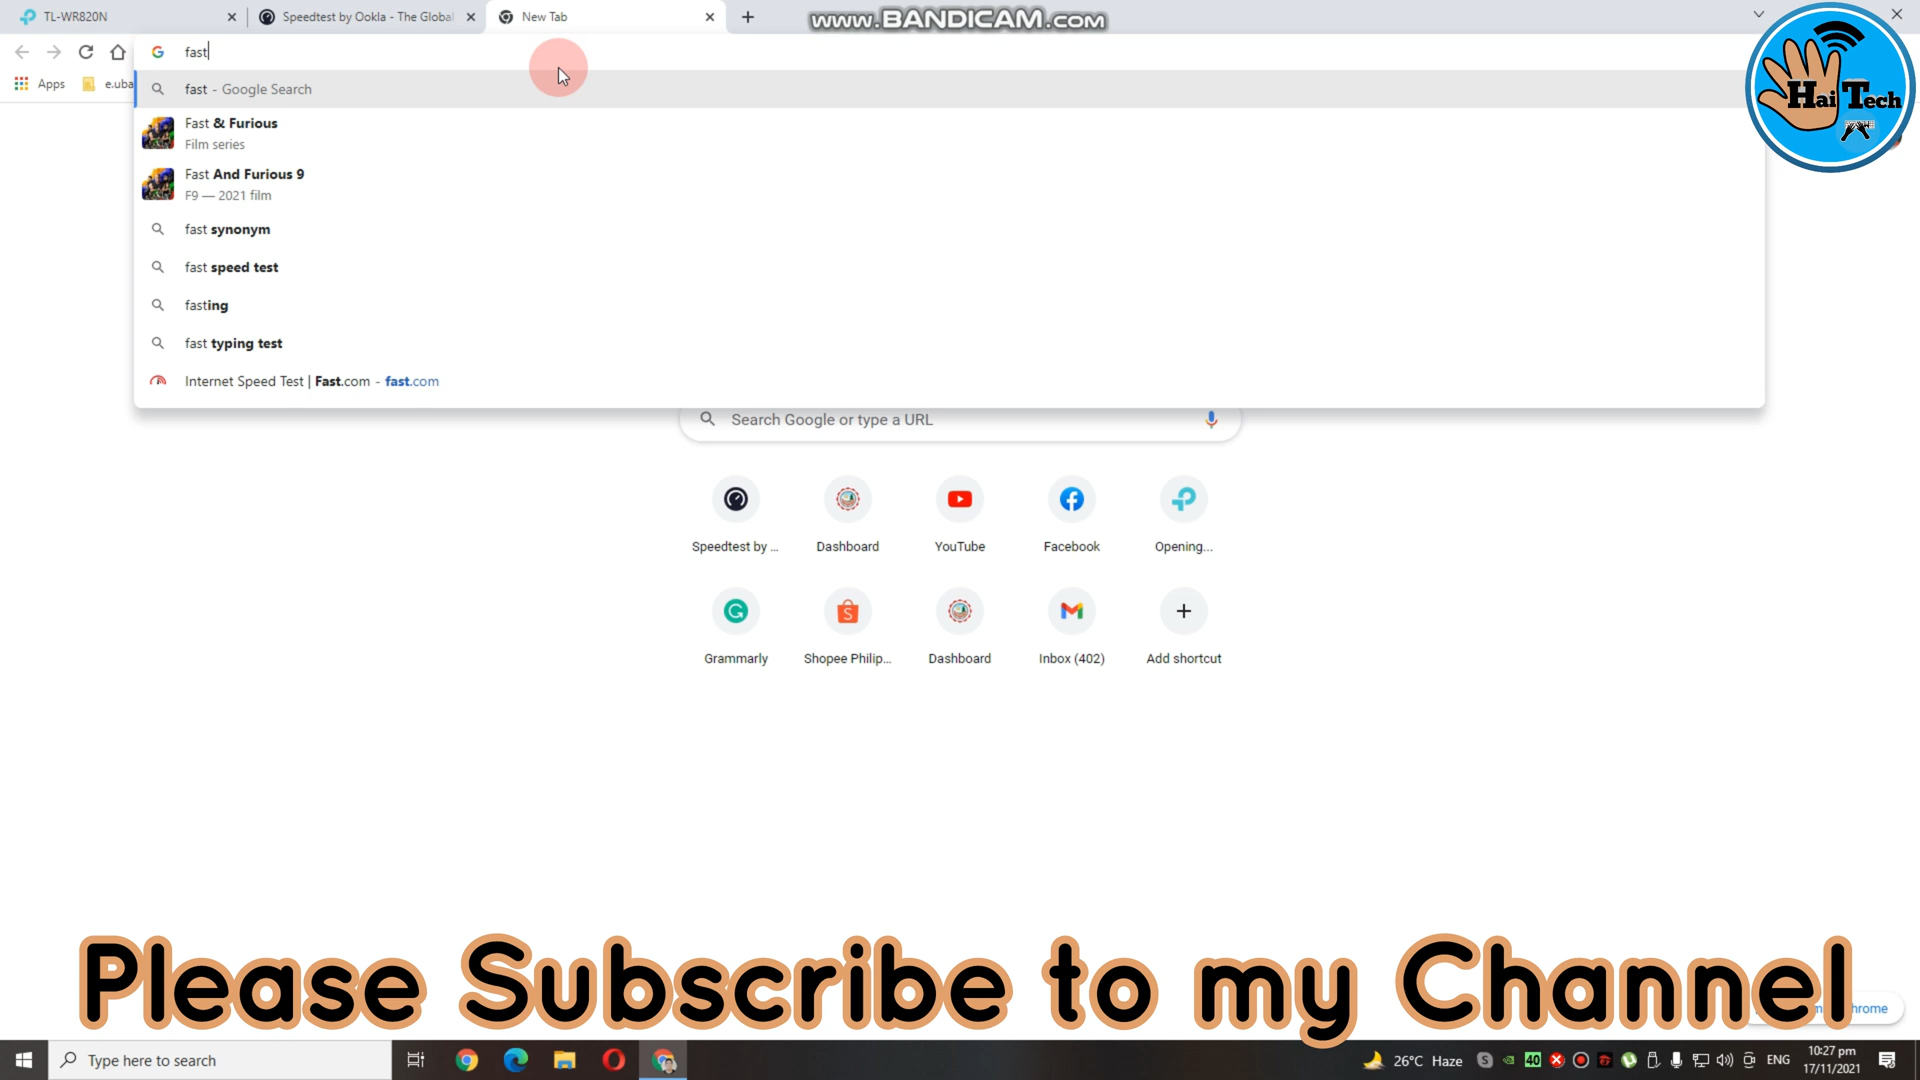 TL-WR820N
Speedtest by Ookla - The Global
New Tab
www.BANDICAM.com
fast
Apps
e.uba
fast - Google Search
Fast & Furious
Film series
Fast And Furious 9
F9 — 2021 film
fast synonym
fast speed test
fasting
fast typing test
Internet Speed Test | Fast.com - fast.com
Hai Tech
Search Google or type a URL
Speedtest by ...
Dashboard
YouTube
Facebook
Opening...
Grammarly
Shopee Philip...
Dashboard
Inbox (402)
Add shortcut
Please Subscribe to my Channel
hrome
Type here to search
40
26°C Haze
ENG
10:27 pm
17/11/2021